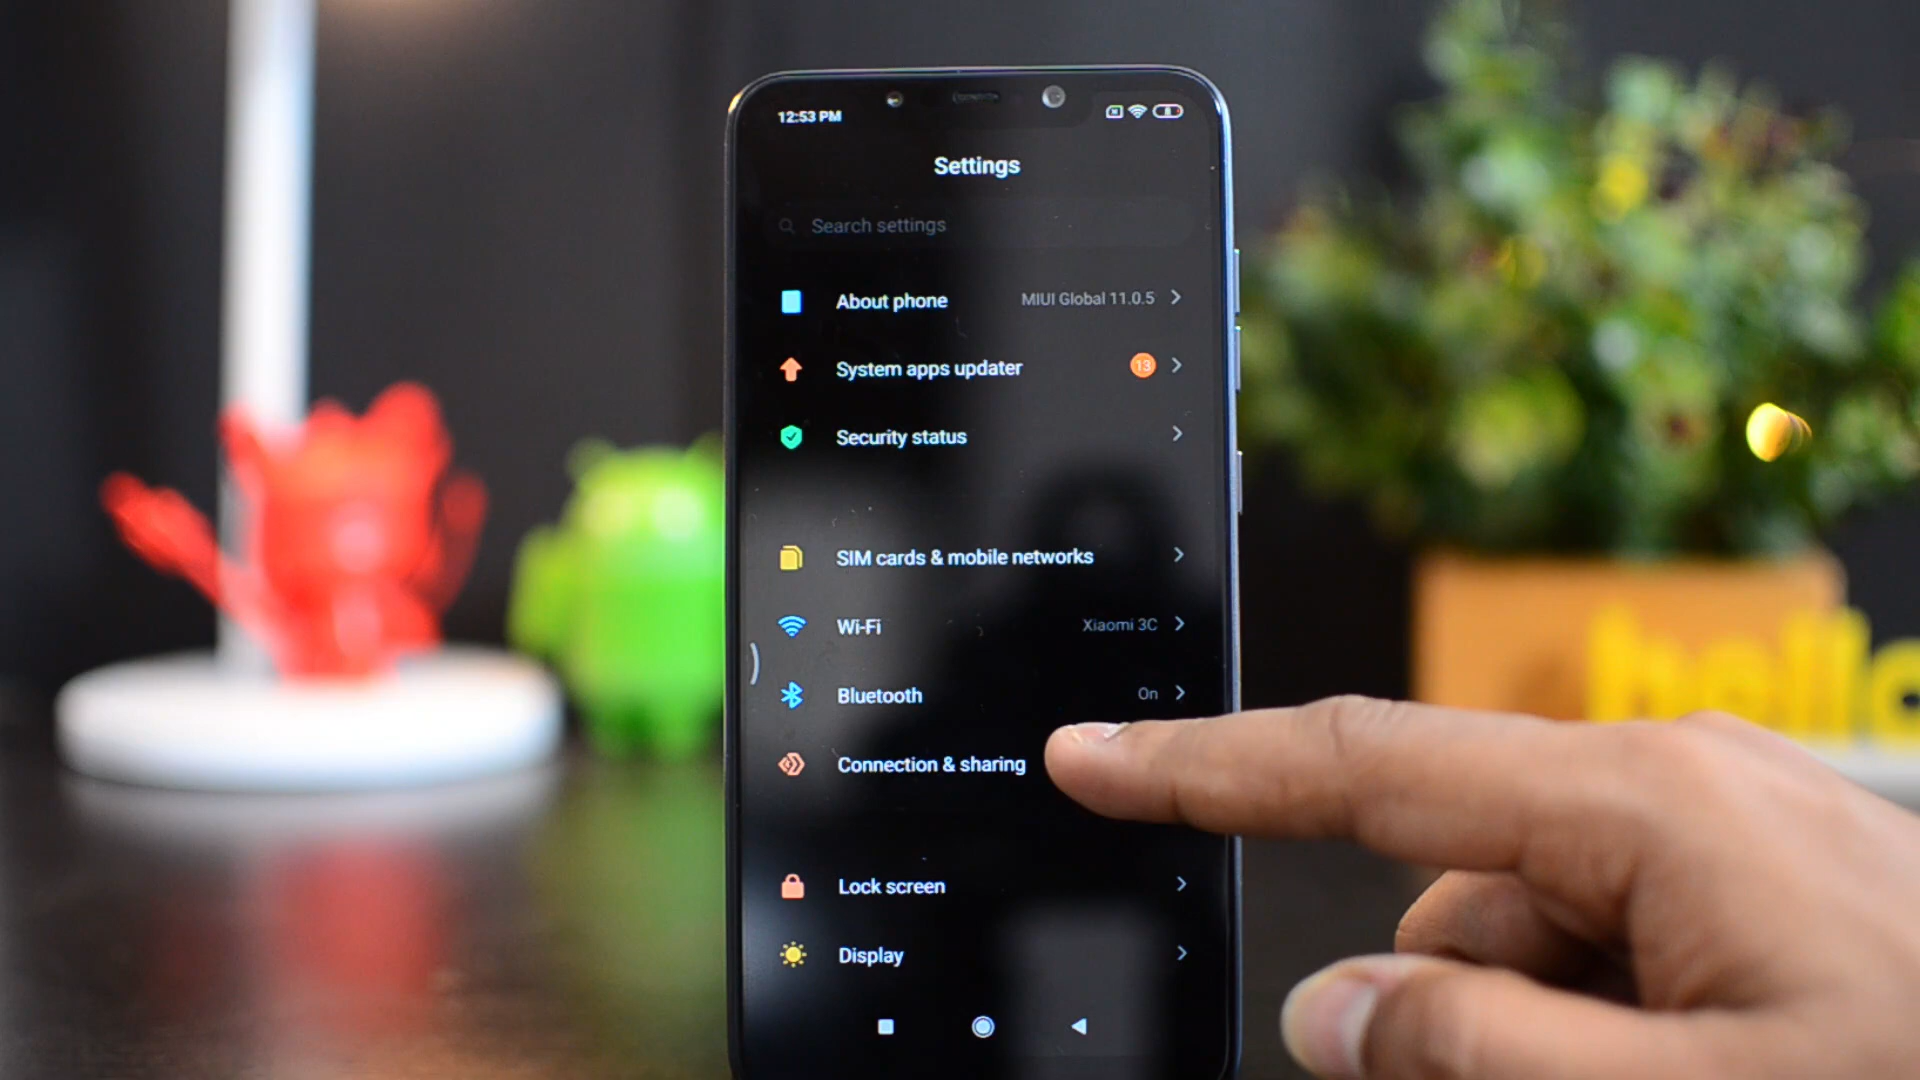 12:53 PM
Settings
Search settings
About phone MIUI Global 11.0.5
System apps updater 13
Security status
SIM cards & mobile networks
Wi-Fi Xiaomi 3C
Bluetooth On
Connection & sharing
Lock screen
Display
hello